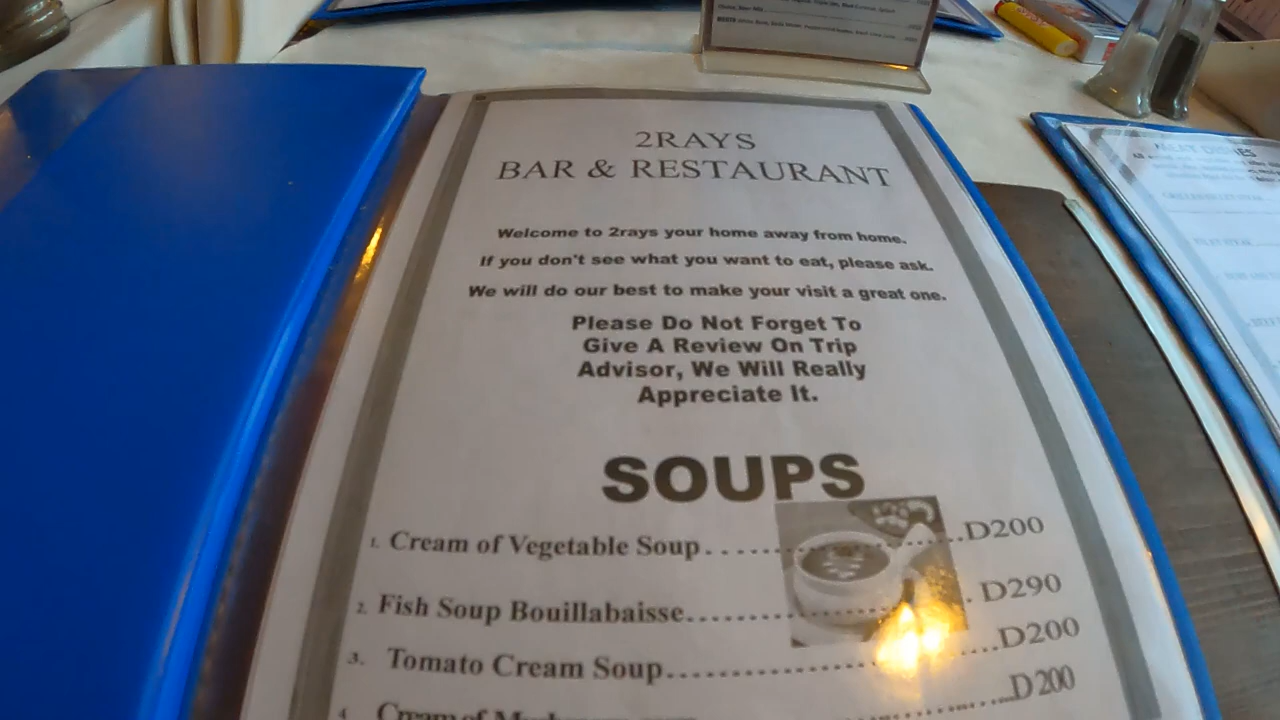 2RAYS
BAR & RESTAURANT
Welcome to 2rays your home away from home.
If you don't see what you want to eat, please ask.
We will do our best to make your visit a great one.
Please Do Not Forget To
Give A Review On Trip
Advisor, We Will Really
Appreciate It.
SOUPS
1. Cream of Vegetable Soup..........D200
2. Fish Soup Bouillabaisse..........D290
3. Tomato Cream Soup..........D200
4. Cream of..........D200